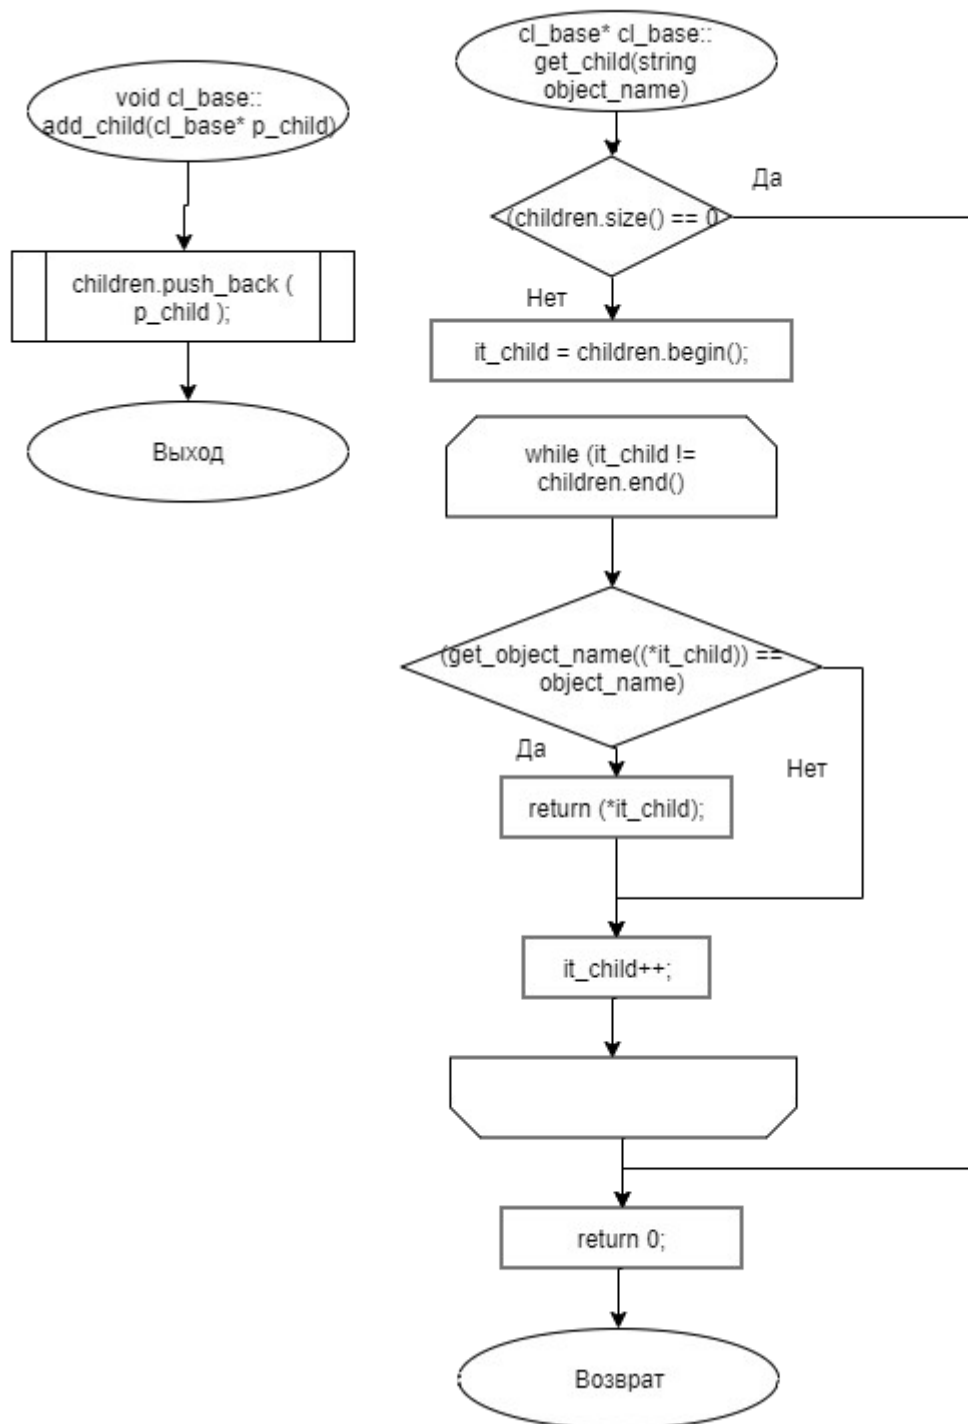 void cl_base::
add_child(cl_base* p_child)
children.push_back (
p_child );
Выход
cl_base* cl_base::
get_child(string
object_name)
Да
(children.size() == 0
Нет
it_child = children.begin();
while (it_child !=
children.end()
(get_object_name((*it_child)) ==
object_name)
Да
Нет
return (*it_child);
it_child++;
return 0;
Возврат